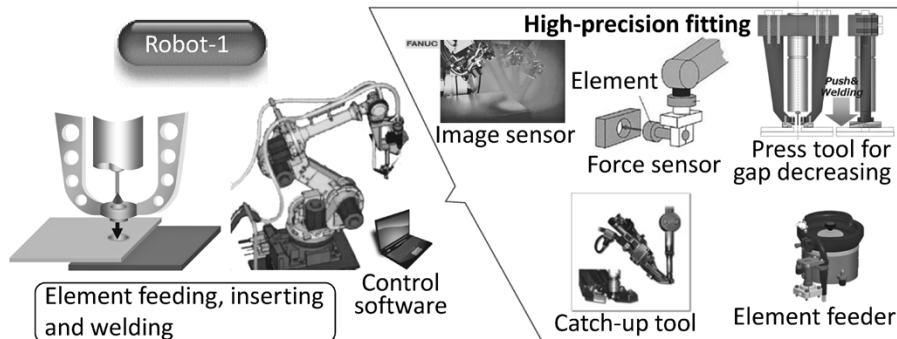 Robot-1
Element feeding, inserting
and welding
Control
software
High-precision fitting
FANUC
Image sensor
Element
Force sensor
Push&
Welding
Press tool for
gap decreasing
Catch-up tool
Element feeder